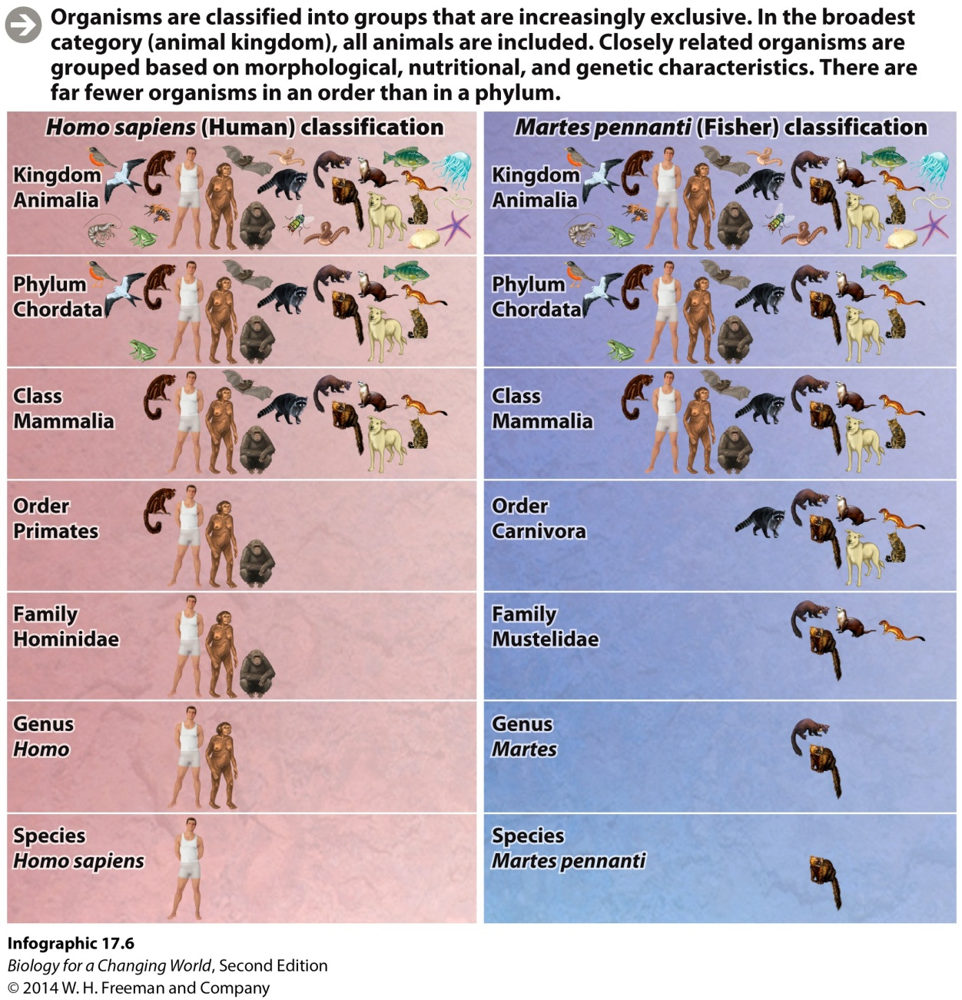 Organisms are classified into groups that are increasingly exclusive. In the broadest
category (animal kingdom), all animals are included. Closely related organisms are
grouped based on morphological, nutritional, and genetic characteristics. There are
far fewer organisms in an order than in a phylum.
Homo sapiens (Human) classification
Kingdom
Animalia
Phylum
Chordata
Class
Mammalia
Order
Primates
Family
Hominidae
Genus
Homo
Species
Homo sapiens
Martes pennanti (Fisher) classification
Kingdom
Animalia
Phylum
Chordata
Class
Mammalia
Order
Carnivora
Family
Mustelidae
Genus
Martes
Species
Martes pennanti
Infographic 17.6
Biology for a Changing World, Second Edition
© 2014 W. H. Freeman and Company